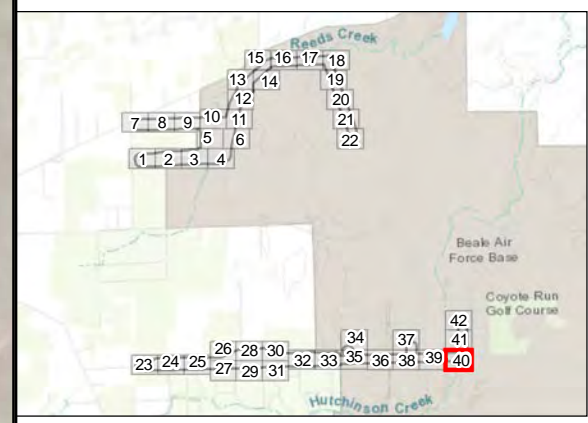 Reeds Creek
15 16 17 18
13 14 19
12 20
7 8 9 10 11 21
5 6 22
1 2 3 4
Beale Air
Force Base
Coyote Run
Golf Course
42
34 37 41
26 28 30 35 39 40
23 24 25 32 33 36 38
27 29 31
Hutchinson Creek